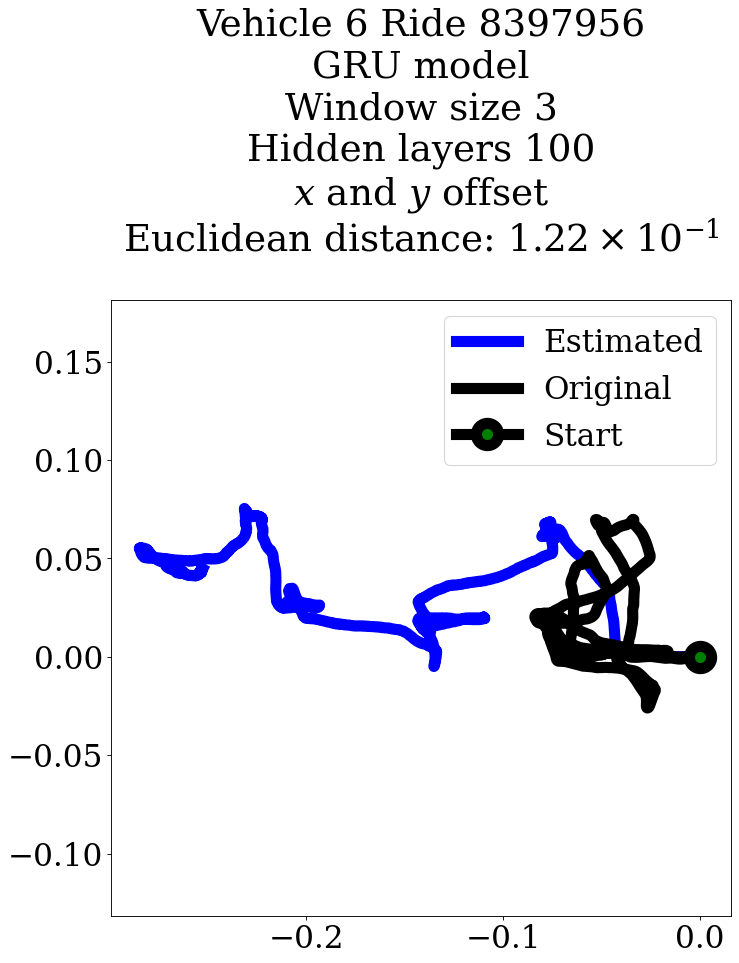 Vehicle 6 Ride 8397956
GRU model
Window size 3
Hidden layers 100
x and y offset
Euclidean distance: 1.22 × 10⁻¹
Estimated
Original
Start
0.15
0.10
0.05
0.00
−0.05
−0.10
−0.2 −0.1 0.0